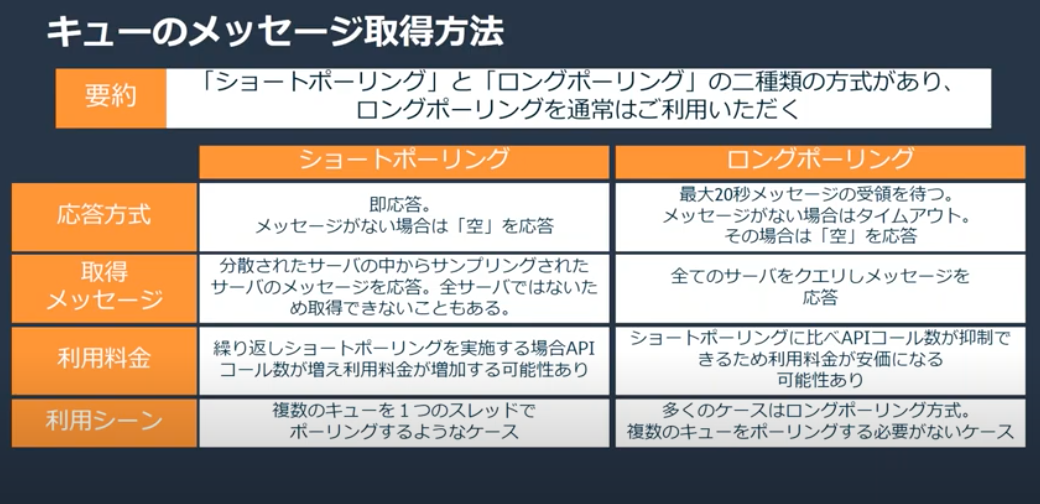 キューのメッセージ取得方法
要約
「ショートポーリング」と「ロングポーリング」の二種類の方式があり、
ロングポーリングを通常はご利用いただく
ショートポーリング
ロングポーリング
応答方式
即応答。
メッセージがない場合は「空」を応答
最大20秒メッセージの受領を待つ。
メッセージがない場合はタイムアウト。
その場合は「空」を応答
取得
メッセージ
分散されたサーバの中からサンプリングされた
サーバのメッセージを応答。全サーバではないた
め取得できないこともある。
全てのサーバをクエリしメッセージを
応答
利用料金
繰り返しショートポーリングを実施する場合API
コール数が増え利用料金が増加する可能性あり
ショートポーリングに比べAPIコール数が抑制で
きるため利用料金が安価になる
可能性あり
利用シーン
複数のキューを１つのスレッドで
ポーリングするようなケース
多くのケースはロングポーリング方式。
複数のキューをポーリングする必要がないケース